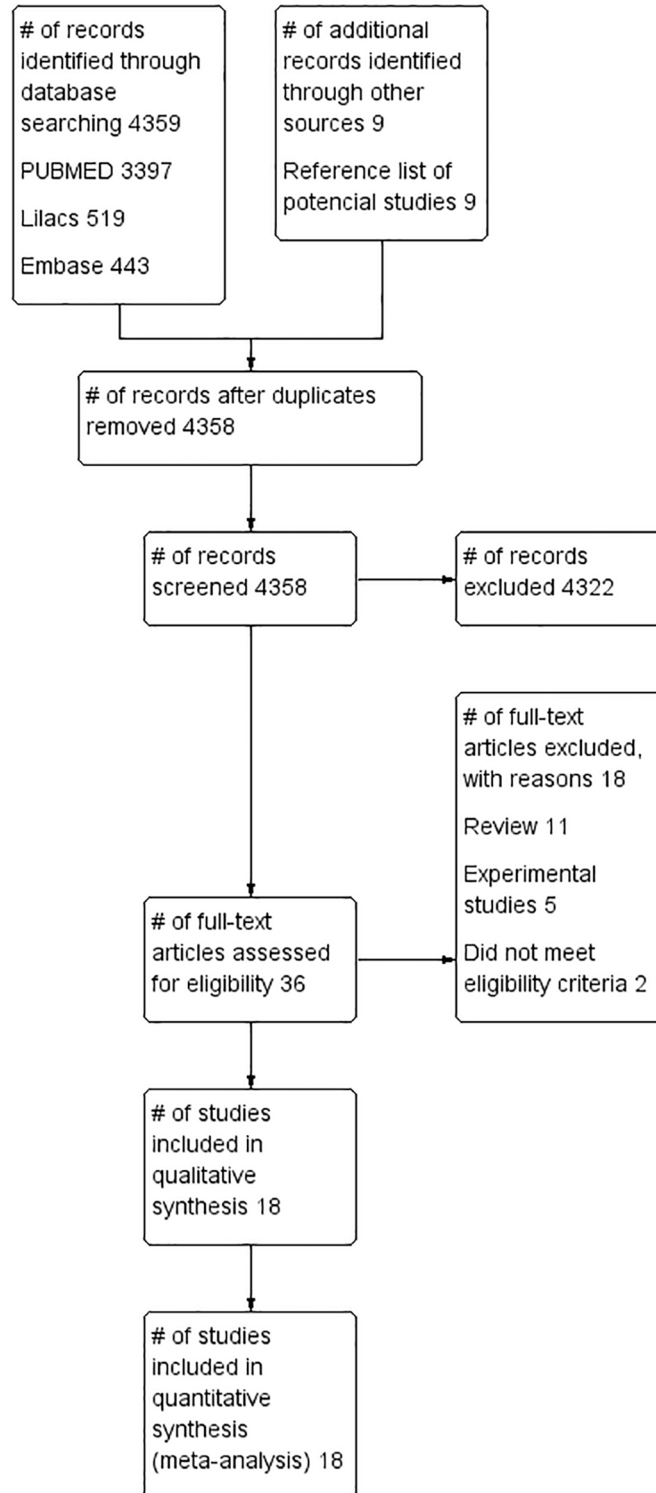 # of records
identified through
database
searching 4359
PUBMED 3397
Lilacs 519
Embase 443
# of additional
records identified
through other
sources 9
Reference list of
potencial studies 9
# of records after duplicates
removed 4358
# of records
screened 4358
# of records
excluded 4322
# of full-text
articles excluded,
with reasons 18
Review 11
Experimental
studies 5
Did not meet
eligibility criteria 2
# of full-text
articles assessed
for eligibility 36
# of studies
included in
qualitative
synthesis 18
# of studies
included in
quantitative
synthesis
(meta-analysis) 18